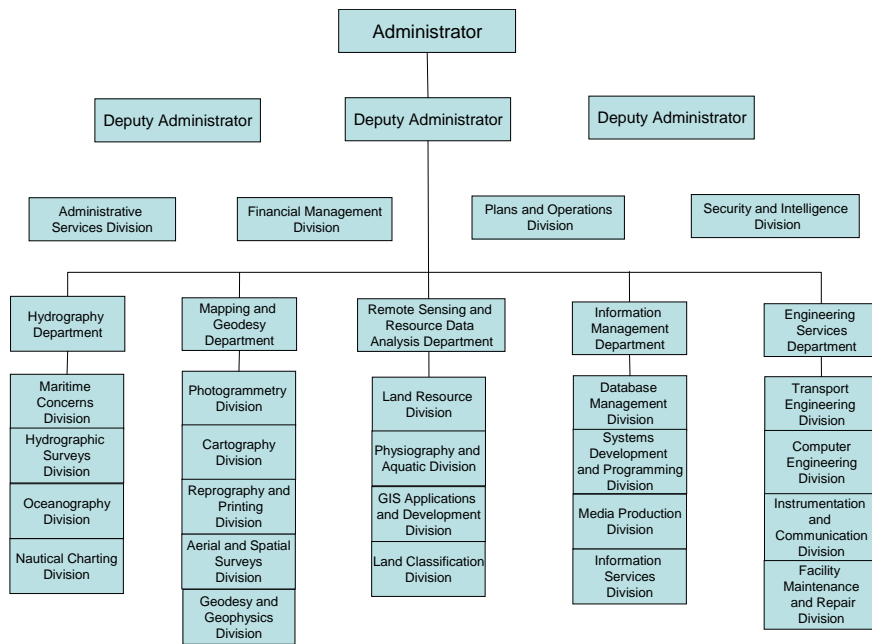 Administrator
Deputy Administrator
Deputy Administrator
Deputy Administrator
Administrative
Services Division
Financial Management
Division
Plans and Operations
Division
Security and Intelligence
Division
Hydrography
Department
Mapping and
Geodesy
Department
Remote Sensing and
Resource Data
Analysis Department
Information
Management
Department
Engineering
Services
Department
Maritime
Concerns
Division
Hydrographic
Surveys
Division
Oceanography
Division
Nautical Charting
Division
Photogrammetry
Division
Cartography
Division
Reprography and
Printing
Division
Aerial and Spatial
Surveys
Division
Geodesy and
Geophysics
Division
Land Resource
Division
Physiography and
Aquatic Division
GIS Applications
and Development
Division
Land Classification
Division
Database
Management
Division
Systems
Development
and Programming
Division
Media Production
Division
Information
Services
Division
Transport
Engineering
Division
Computer
Engineering
Division
Instrumentation
and
Communication
Division
Facility
Maintenance
and Repair
Division